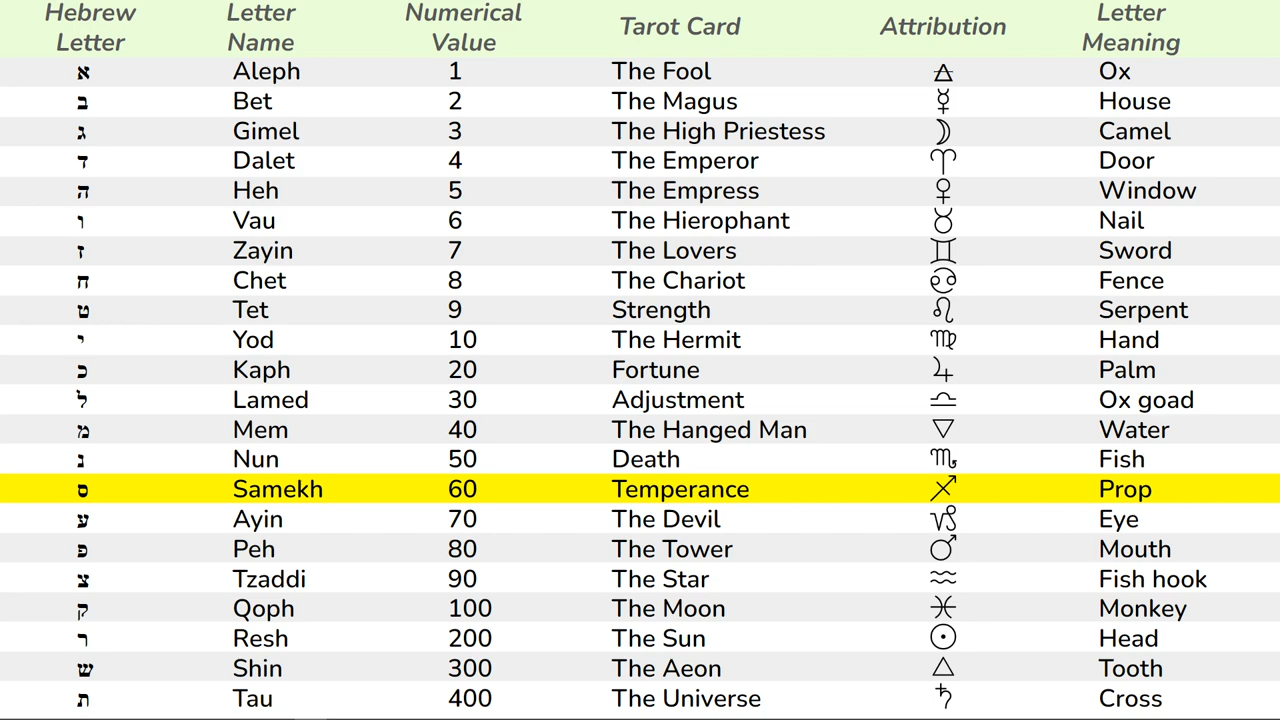 Hebrew Letter Letter Name Numerical Value Tarot Card Attribution Letter Meaning
א Aleph 1 The Fool 🜁 Ox
ב Bet 2 The Magus ☿ House
ג Gimel 3 The High Priestess ☽ Camel
ד Dalet 4 The Emperor ♈ Door
ה Heh 5 The Empress ♀ Window
ו Vau 6 The Hierophant ♉ Nail
ז Zayin 7 The Lovers ♊ Sword
ח Chet 8 The Chariot ♋ Fence
ט Tet 9 Strength ♌ Serpent
י Yod 10 The Hermit ♍ Hand
כ Kaph 20 Fortune ♃ Palm
ל Lamed 30 Adjustment ♎ Ox goad
מ Mem 40 The Hanged Man ▽ Water
נ Nun 50 Death ♏ Fish
ס Samekh 60 Temperance ♐ Prop
ע Ayin 70 The Devil ♑ Eye
פ Peh 80 The Tower ♂ Mouth
צ Tzaddi 90 The Star ♒ Fish hook
ק Qoph 100 The Moon ♓ Monkey
ר Resh 200 The Sun ☉ Head
ש Shin 300 The Aeon △ Tooth
ת Tau 400 The Universe ♄ Cross